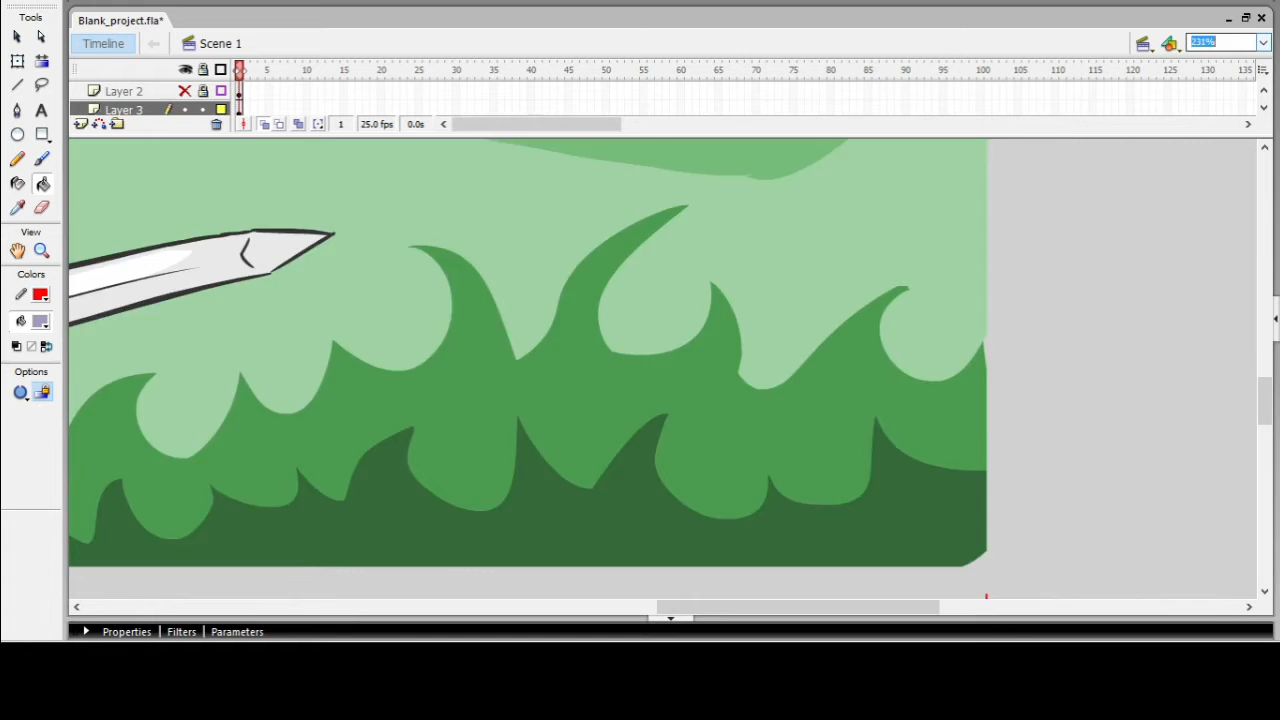 Tools
Blank_project.fla*
Timeline
Scene 1
231%
5 10 15 20 25 30 35 40 45 50 55 60 65 70 75 80 85 90 95 100 105 110 115 120 125 130 135
Layer 2
Layer 3
1 25.0 fps 0.0s
A
View
Colors
Options
Properties Filters Parameters